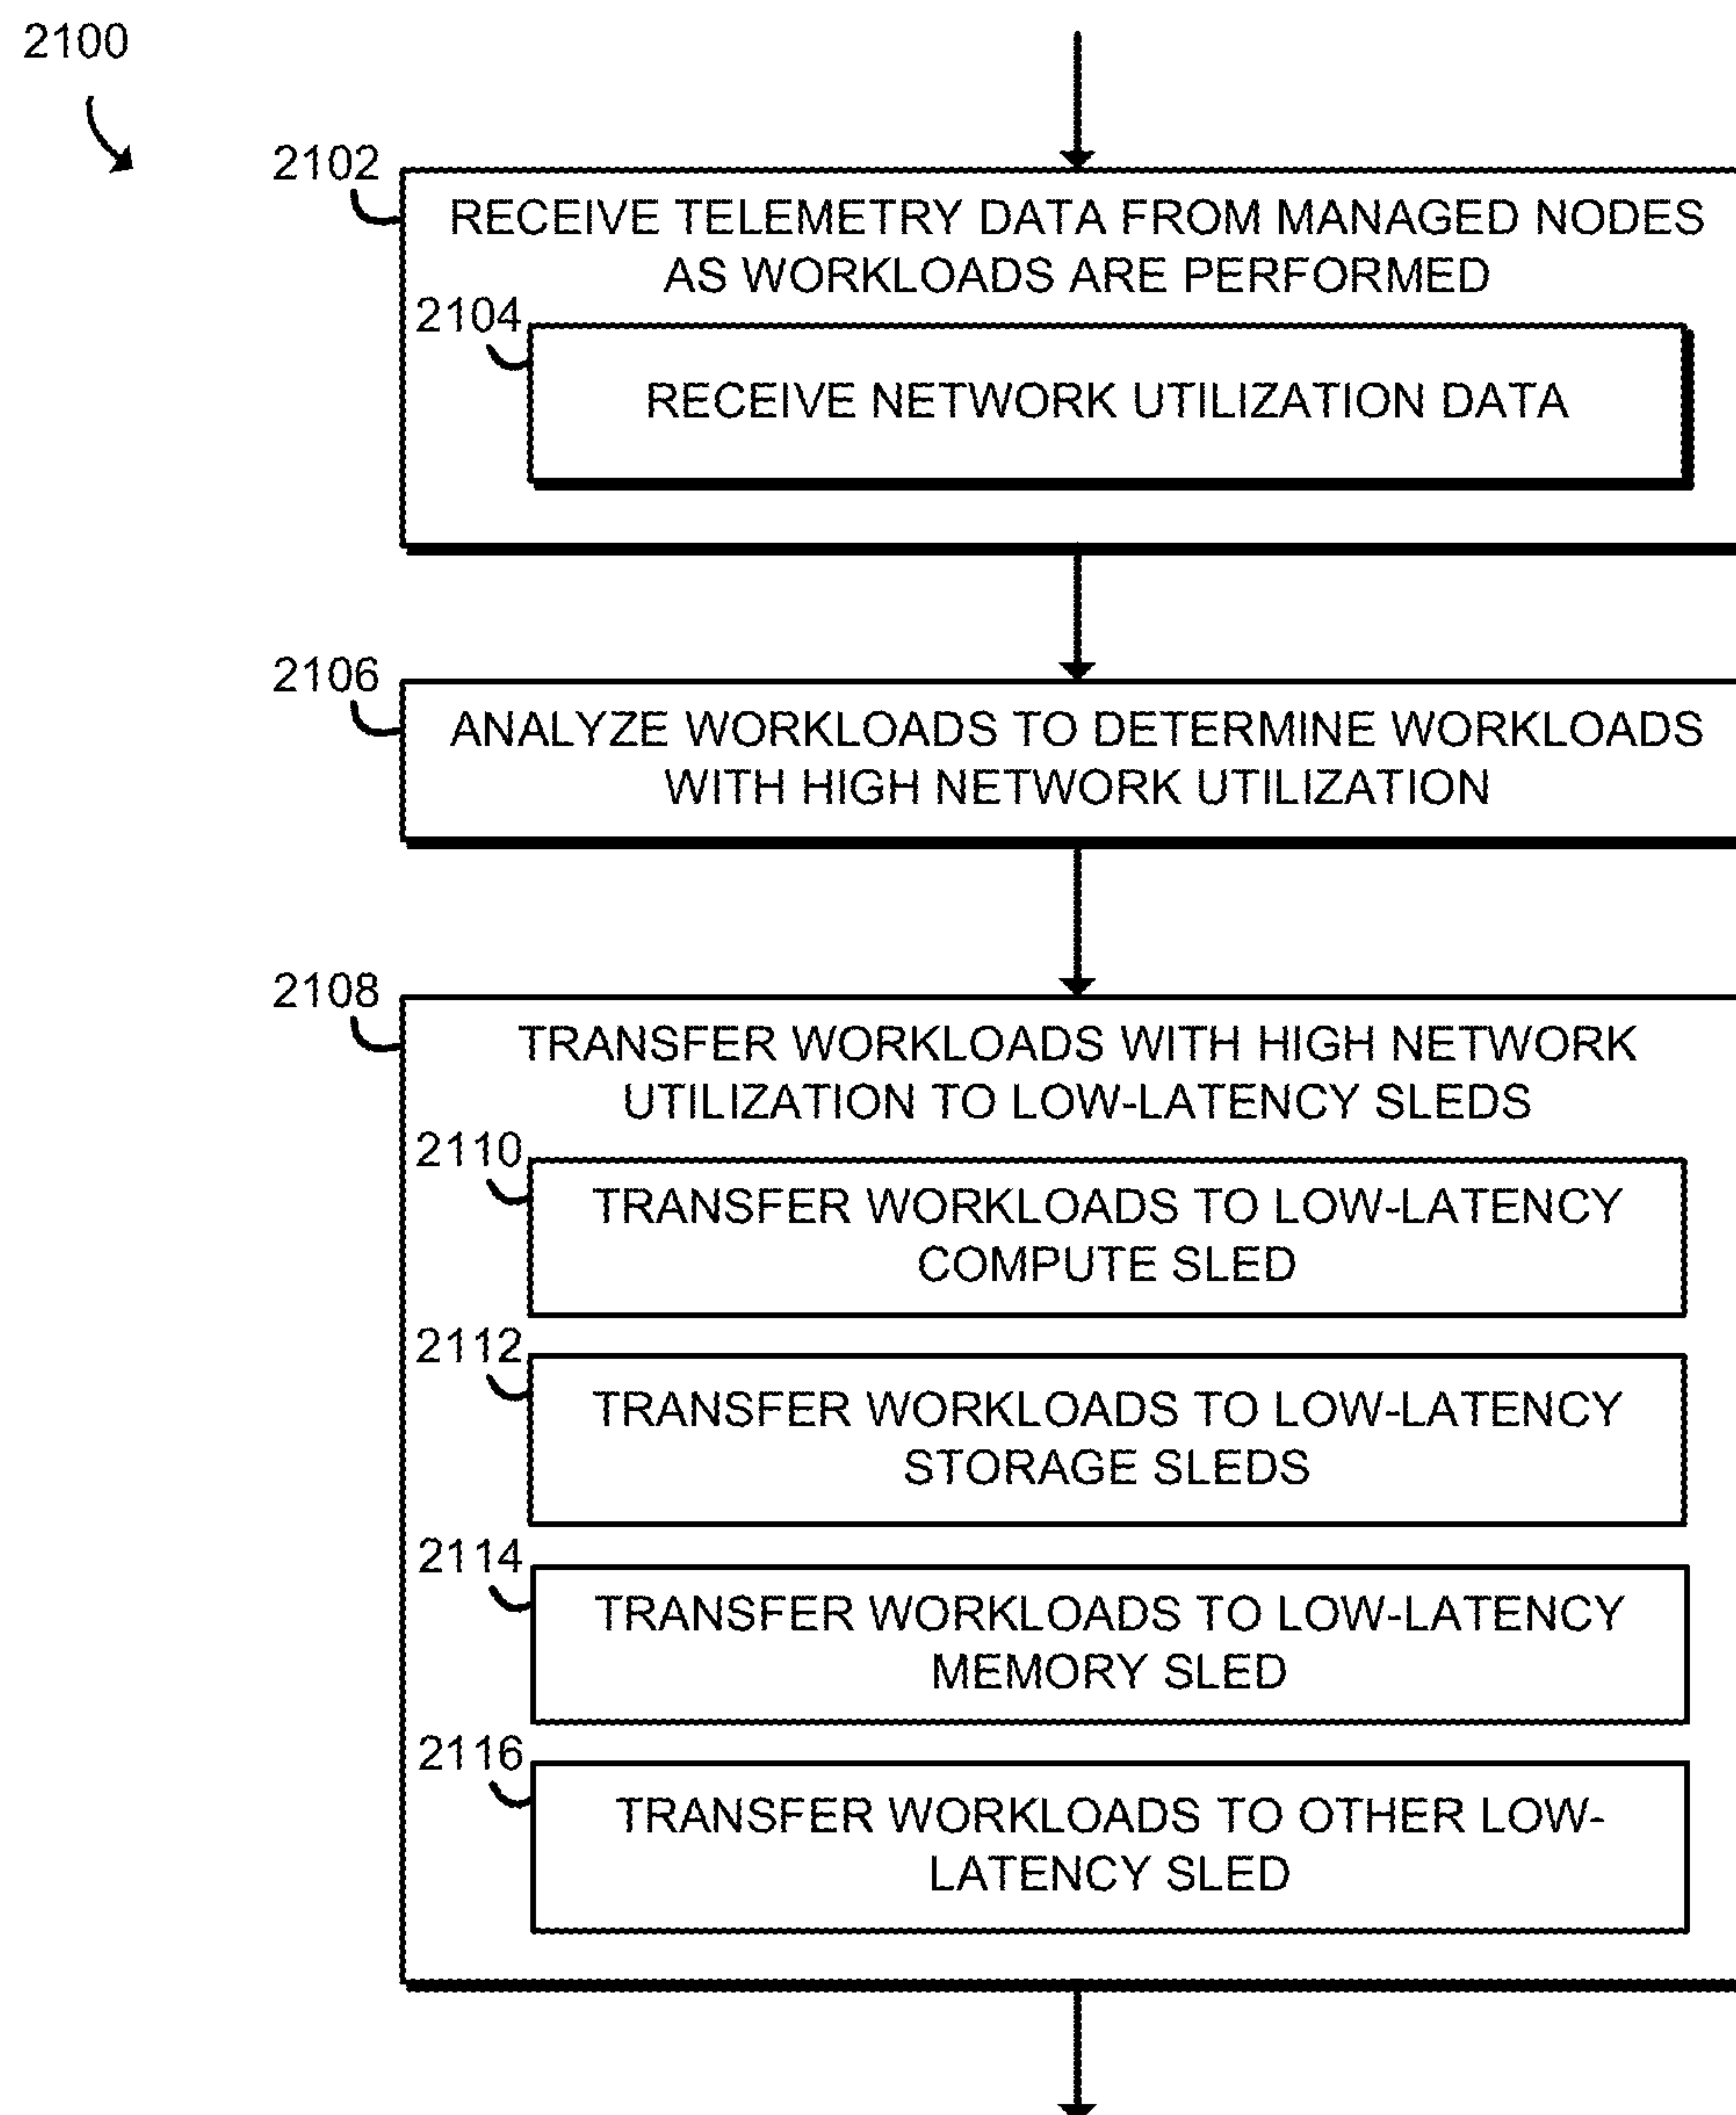 2100
2102
RECEIVE TELEMETRY DATA FROM MANAGED NODES
AS WORKLOADS ARE PERFORMED
2104
RECEIVE NETWORK UTILIZATION DATA
2106
ANALYZE WORKLOADS TO DETERMINE WORKLOADS
WITH HIGH NETWORK UTILIZATION
2108
TRANSFER WORKLOADS WITH HIGH NETWORK
UTILIZATION TO LOW-LATENCY SLEDS
2110
TRANSFER WORKLOADS TO LOW-LATENCY
COMPUTE SLED
2112
TRANSFER WORKLOADS TO LOW-LATENCY
STORAGE SLEDS
2114
TRANSFER WORKLOADS TO LOW-LATENCY
MEMORY SLED
2116
TRANSFER WORKLOADS TO OTHER LOW-
LATENCY SLED